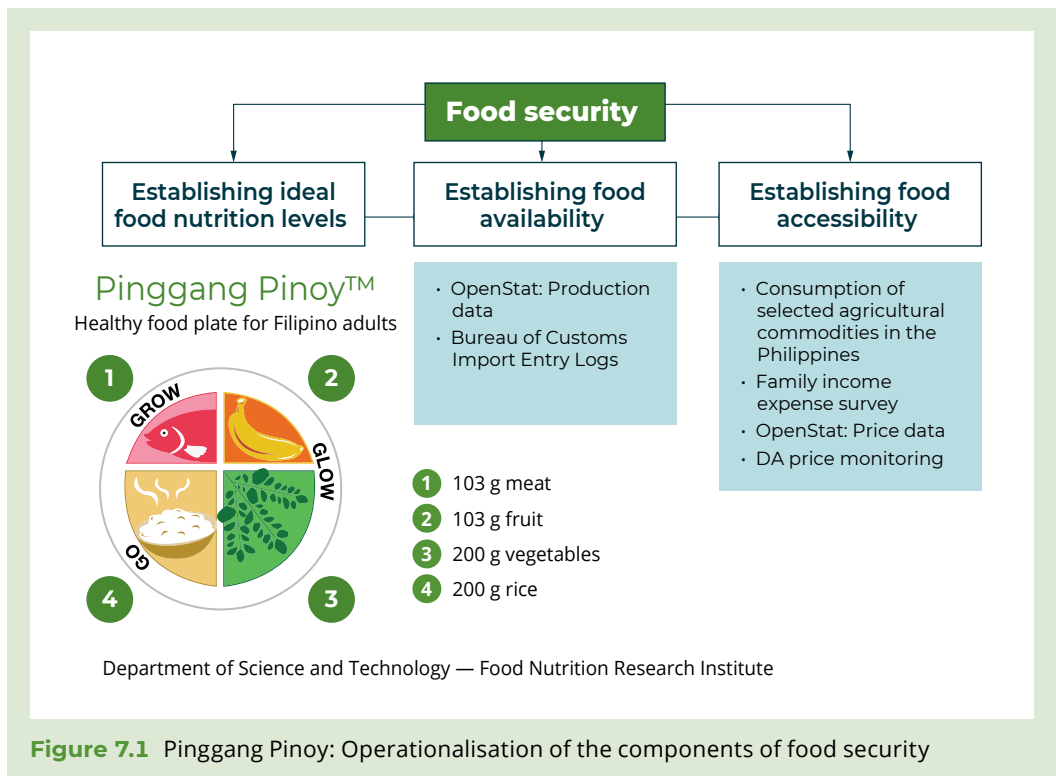 Food security
Establishing ideal
food nutrition levels
Establishing food
availability
Establishing food
accessibility
Pinggang Pinoy™
Healthy food plate for Filipino adults
1
2
GROW
GLOW
GO
4
3
• OpenStat: Production
data
• Bureau of Customs
Import Entry Logs
• Consumption of
selected agricultural
commodities in the
Philippines
• Family income
expense survey
• OpenStat: Price data
• DA price monitoring
1 103 g meat
2 103 g fruit
3 200 g vegetables
4 200 g rice
Department of Science and Technology — Food Nutrition Research Institute
Figure 7.1 Pinggang Pinoy: Operationalisation of the components of food security